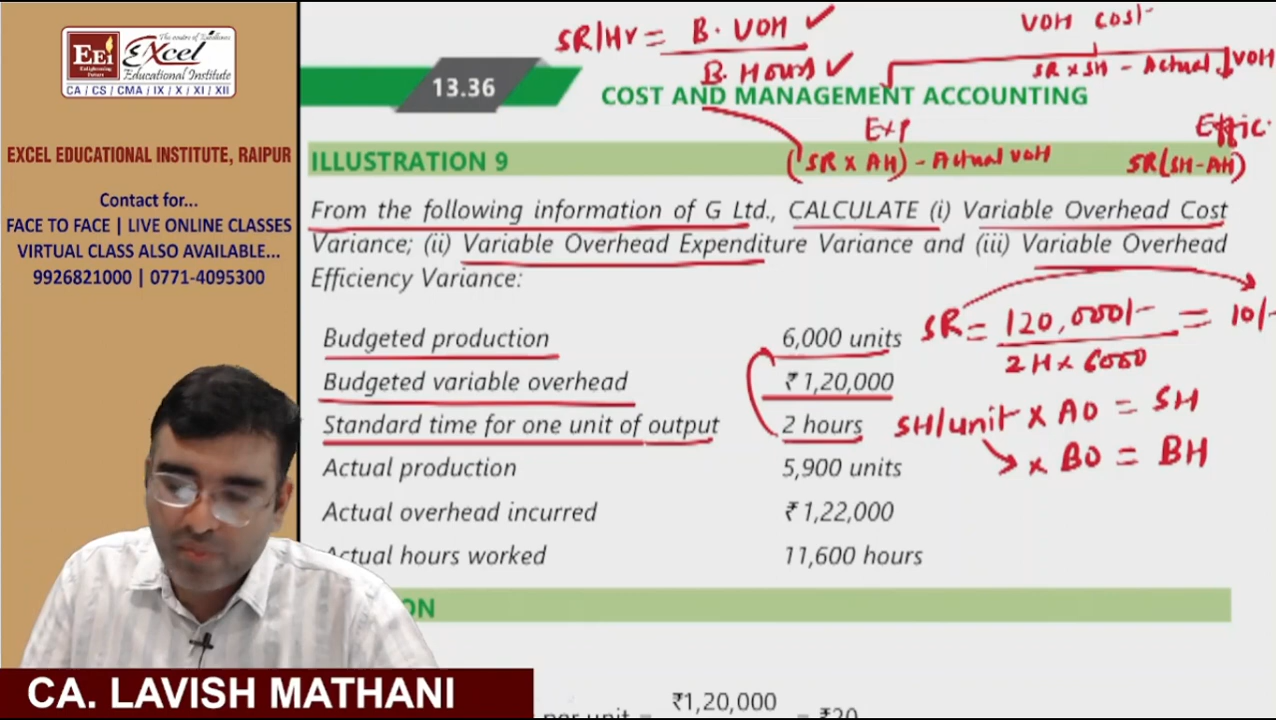 The centre of Excellence
EEi
Enlightening Future
Excel
Educational Institute
CA / CS / CMA / IX / X / XI / XII
EXCEL EDUCATIONAL INSTITUTE, RAIPUR
Contact for...
FACE TO FACE | LIVE ONLINE CLASSES
VIRTUAL CLASS ALSO AVAILABLE...
9926821000 | 0771-4095300
SR/Hr = B. VOH ✓
B. Hours ✓
VOH Cost
SR x SH - Actual VOH
13.36
COST AND MANAGEMENT ACCOUNTING
Exp
Effic.
ILLUSTRATION 9
(SR x AH) - Actual VOH
SR(SH-AH)
From the following information of G Ltd., CALCULATE (i) Variable Overhead Cost
Variance; (ii) Variable Overhead Expenditure Variance and (iii) Variable Overhead
Efficiency Variance:
Budgeted production 6,000 units
Budgeted variable overhead ₹ 1,20,000
Standard time for one unit of output 2 hours
Actual production 5,900 units
Actual overhead incurred ₹ 1,22,000
Actual hours worked 11,600 hours
SR = 120,000/- = 10/-
2H x 6000
SH/unit x AO = SH
x BO = BH
ON
per unit = ₹1,20,000 = ₹20
CA. LAVISH MATHANI